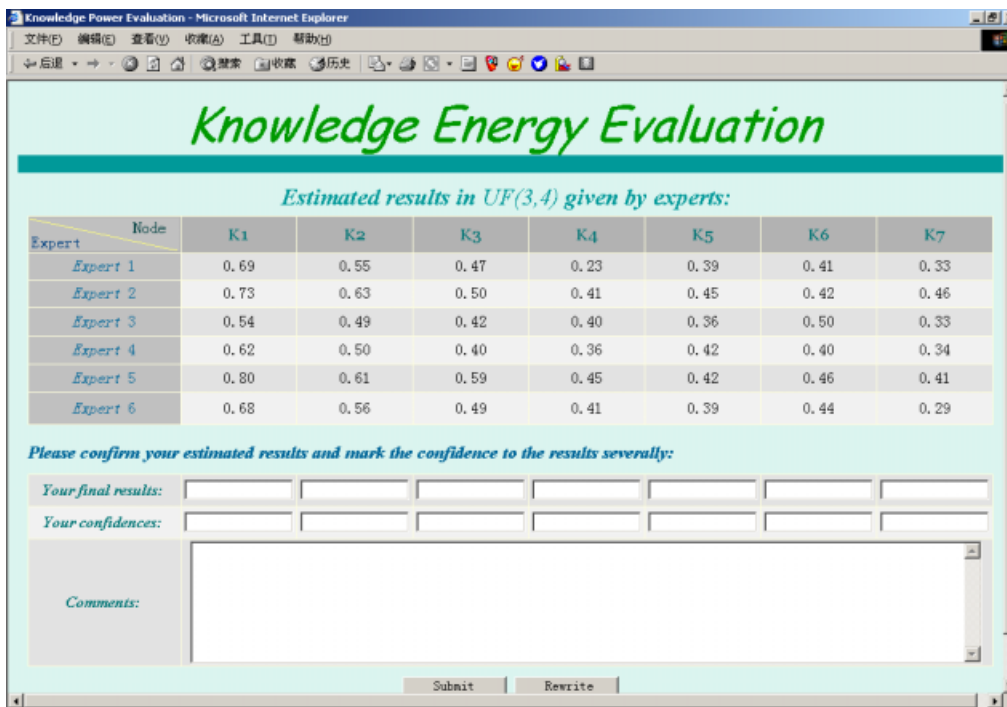 Knowledge Power Evaluation - Microsoft Internet Explorer
文件(F) 编辑(E) 查看(V) 收藏(A) 工具(T) 帮助(H)
后退 搜索 收藏 历史
Knowledge Energy Evaluation
Estimated results in UF(3,4) given by experts:
Node
Expert K1 K2 K3 K4 K5 K6 K7
Expert 1 0.69 0.55 0.47 0.23 0.39 0.41 0.33
Expert 2 0.73 0.63 0.50 0.41 0.45 0.42 0.46
Expert 3 0.54 0.49 0.42 0.40 0.36 0.50 0.33
Expert 4 0.62 0.50 0.40 0.36 0.42 0.40 0.34
Expert 5 0.80 0.61 0.59 0.45 0.42 0.46 0.41
Expert 6 0.68 0.56 0.49 0.41 0.39 0.44 0.29
Please confirm your estimated results and mark the confidence to the results severally:
Your final results:
Your confidences:
Comments:
Submit Rewrite